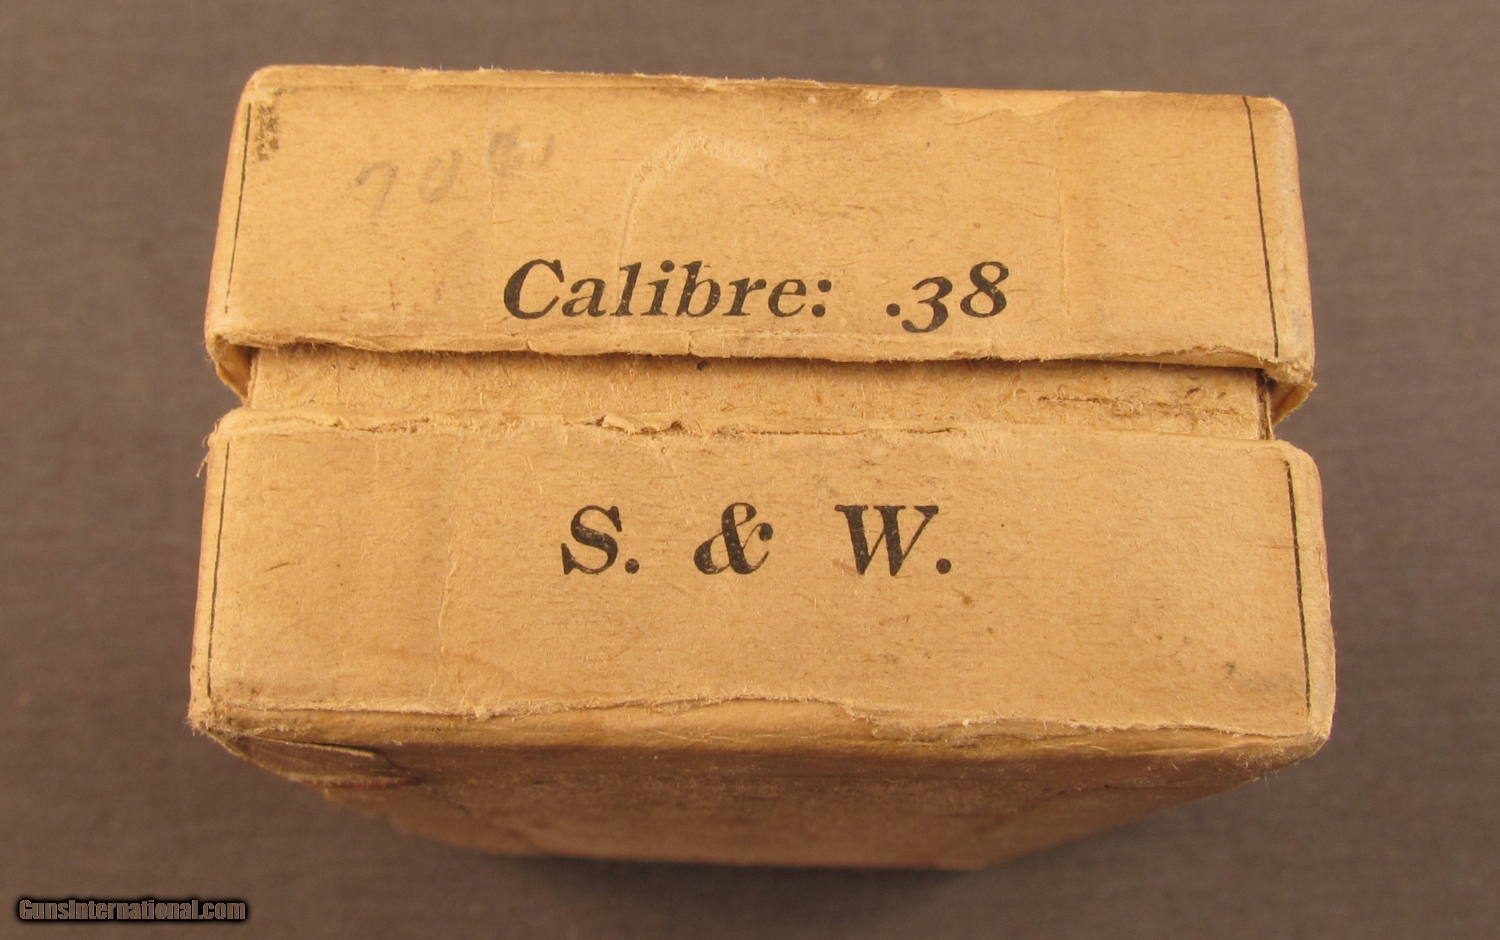 Calibre: .38
S. & W.
GunsInternational.com